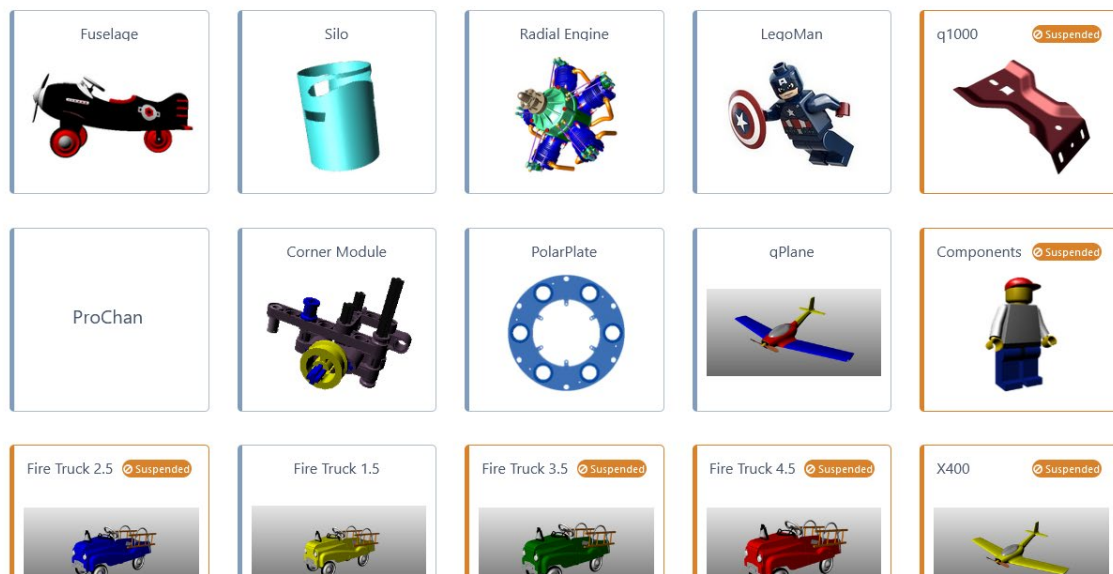 Fuselage
Silo
Radial Engine
LegoMan
q1000
Suspended
ProChan
Corner Module
PolarPlate
qPlane
Components
Suspended
Fire Truck 2.5
Suspended
Fire Truck 1.5
Fire Truck 3.5
Suspended
Fire Truck 4.5
Suspended
X400
Suspended